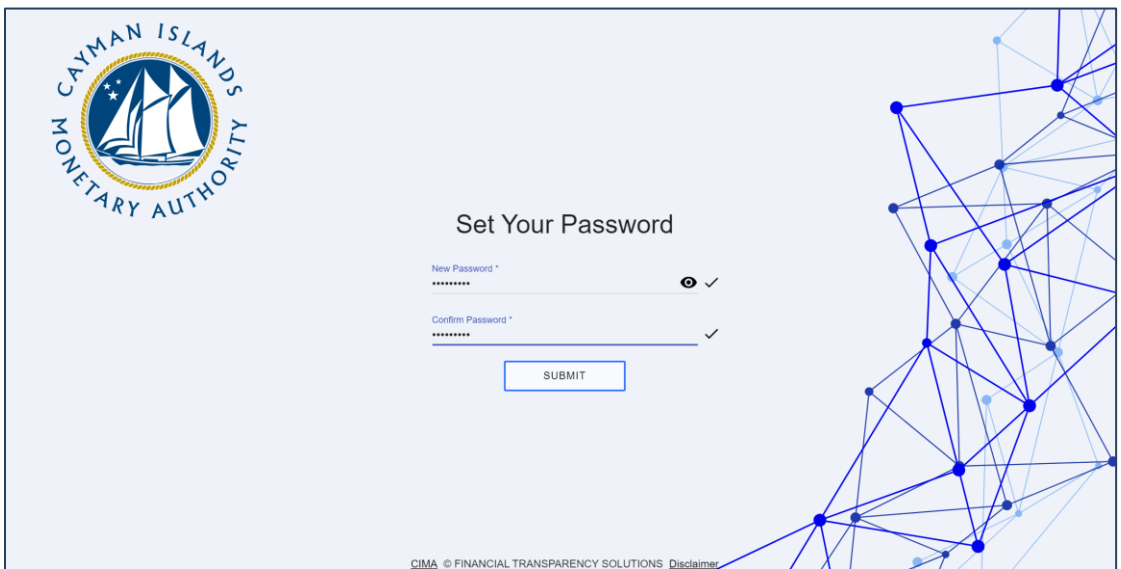 CAYMAN ISLANDS
MONETARY AUTHORITY
Set Your Password
New Password *
•••••••••
Confirm Password *
•••••••••
SUBMIT
CIMA © FINANCIAL TRANSPARENCY SOLUTIONS Disclaimer